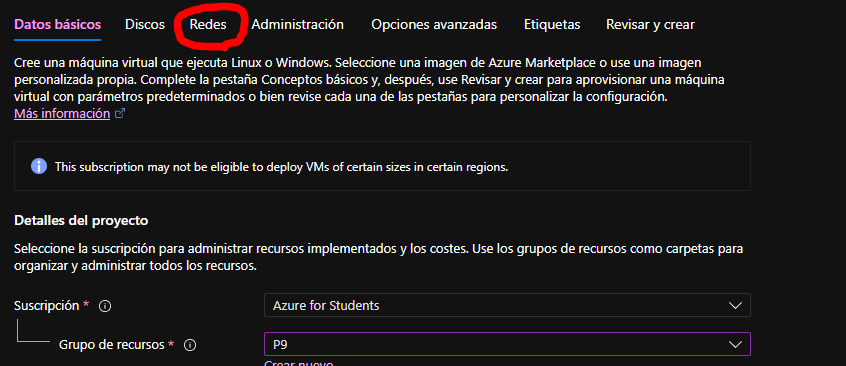 Datos básicos Discos Redes Administración Opciones avanzadas Etiquetas Revisar y crear
Cree una máquina virtual que ejecuta Linux o Windows. Seleccione una imagen de Azure Marketplace o use una imagen
personalizada propia. Complete la pestaña Conceptos básicos y, después, use Revisar y crear para aprovisionar una máquina
virtual con parámetros predeterminados o bien revise cada una de las pestañas para personalizar la configuración.
Más información
This subscription may not be eligible to deploy VMs of certain sizes in certain regions.
Detalles del proyecto
Seleccione la suscripción para administrar recursos implementados y los costes. Use los grupos de recursos como carpetas para
organizar y administrar todos los recursos.
Suscripción * Azure for Students
Grupo de recursos * P9
Crear nuevo